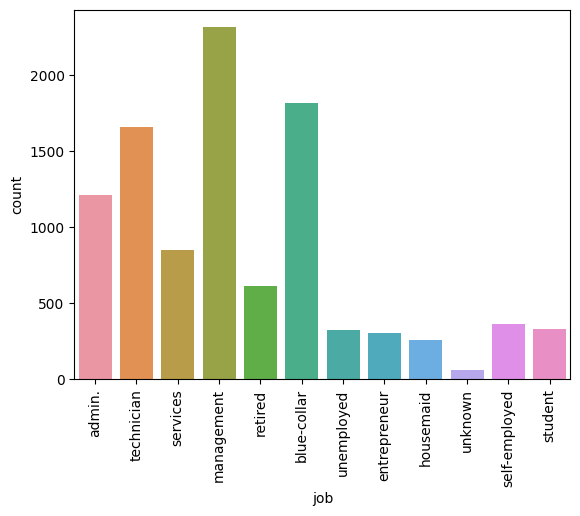 2000
1500
1000
500
0
count
admin.
technician
services
management
retired
blue-collar
unemployed
entrepreneur
housemaid
unknown
self-employed
student
job